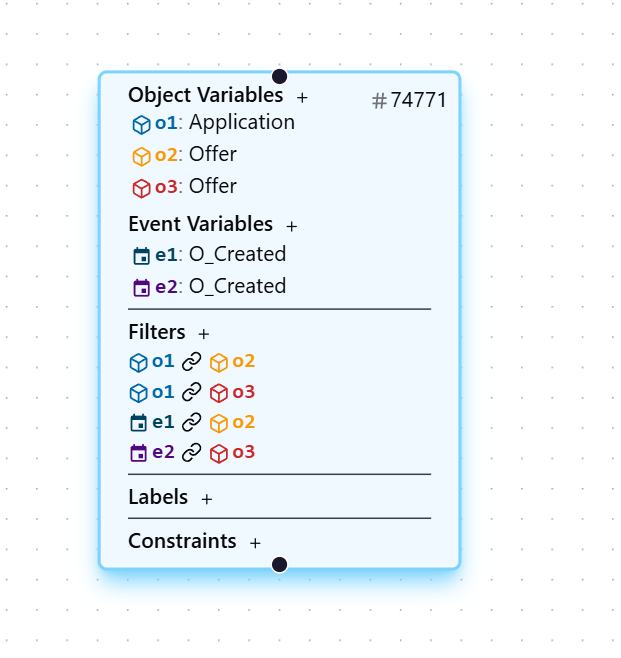 Object Variables +
# 74771
o1: Application
o2: Offer
o3: Offer
Event Variables +
e1: O_Created
e2: O_Created
Filters +
o1 o2
o1 o3
e1 o2
e2 o3
Labels +
Constraints +